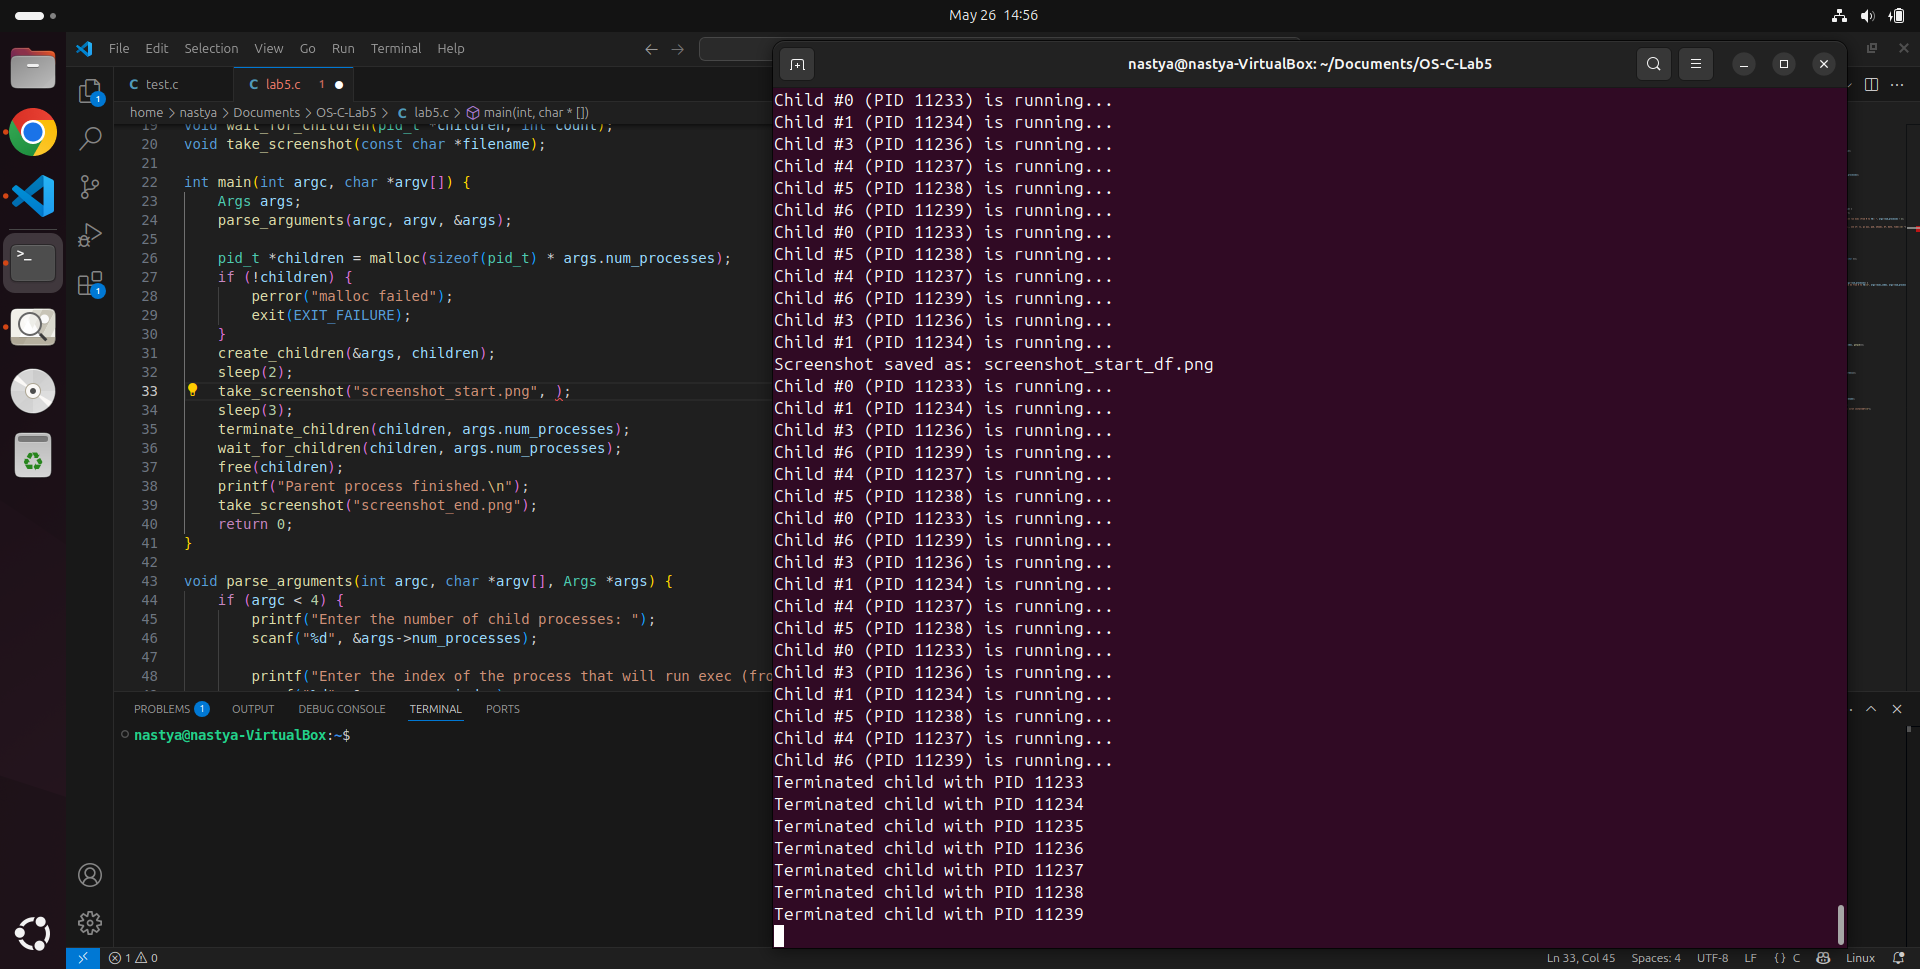 May 26 14:56
File Edit Selection View Go Run Terminal Help
test.c
lab5.c 1
home > nastya > Documents > OS-C-Lab5 > lab5.c > main(int, char * [])
19 void wait_for_children(pid_t *children, int count);
20 void take_screenshot(const char *filename);
21
22 int main(int argc, char *argv[]) {
23 Args args;
24 parse_arguments(argc, argv, &args);
25
26 pid_t *children = malloc(sizeof(pid_t) * args.num_processes);
27 if (!children) {
28 perror("malloc failed");
29 exit(EXIT_FAILURE);
30 }
31 create_children(&args, children);
32 sleep(2);
33 take_screenshot("screenshot_start.png", );
34 sleep(3);
35 terminate_children(children, args.num_processes);
36 wait_for_children(children, args.num_processes);
37 free(children);
38 printf("Parent process finished.\n");
39 take_screenshot("screenshot_end.png");
40 return 0;
41 }
42
43 void parse_arguments(int argc, char *argv[], Args *args) {
44 if (argc < 4) {
45 printf("Enter the number of child processes: ");
46 scanf("%d", &args->num_processes);
47
48 printf("Enter the index of the process that will run exec (fro
PROBLEMS 1 OUTPUT DEBUG CONSOLE TERMINAL PORTS
nastya@nastya-VirtualBox:~$
nastya@nastya-VirtualBox: ~/Documents/OS-C-Lab5
Child #0 (PID 11233) is running...
Child #1 (PID 11234) is running...
Child #3 (PID 11236) is running...
Child #4 (PID 11237) is running...
Child #5 (PID 11238) is running...
Child #6 (PID 11239) is running...
Child #0 (PID 11233) is running...
Child #5 (PID 11238) is running...
Child #4 (PID 11237) is running...
Child #6 (PID 11239) is running...
Child #3 (PID 11236) is running...
Child #1 (PID 11234) is running...
Screenshot saved as: screenshot_start_df.png
Child #0 (PID 11233) is running...
Child #1 (PID 11234) is running...
Child #3 (PID 11236) is running...
Child #6 (PID 11239) is running...
Child #4 (PID 11237) is running...
Child #5 (PID 11238) is running...
Child #0 (PID 11233) is running...
Child #6 (PID 11239) is running...
Child #3 (PID 11236) is running...
Child #1 (PID 11234) is running...
Child #4 (PID 11237) is running...
Child #5 (PID 11238) is running...
Child #0 (PID 11233) is running...
Child #3 (PID 11236) is running...
Child #1 (PID 11234) is running...
Child #5 (PID 11238) is running...
Child #4 (PID 11237) is running...
Child #6 (PID 11239) is running...
Terminated child with PID 11233
Terminated child with PID 11234
Terminated child with PID 11235
Terminated child with PID 11236
Terminated child with PID 11237
Terminated child with PID 11238
Terminated child with PID 11239
1 0
Ln 33, Col 45 Spaces: 4 UTF-8 LF {} C Linux